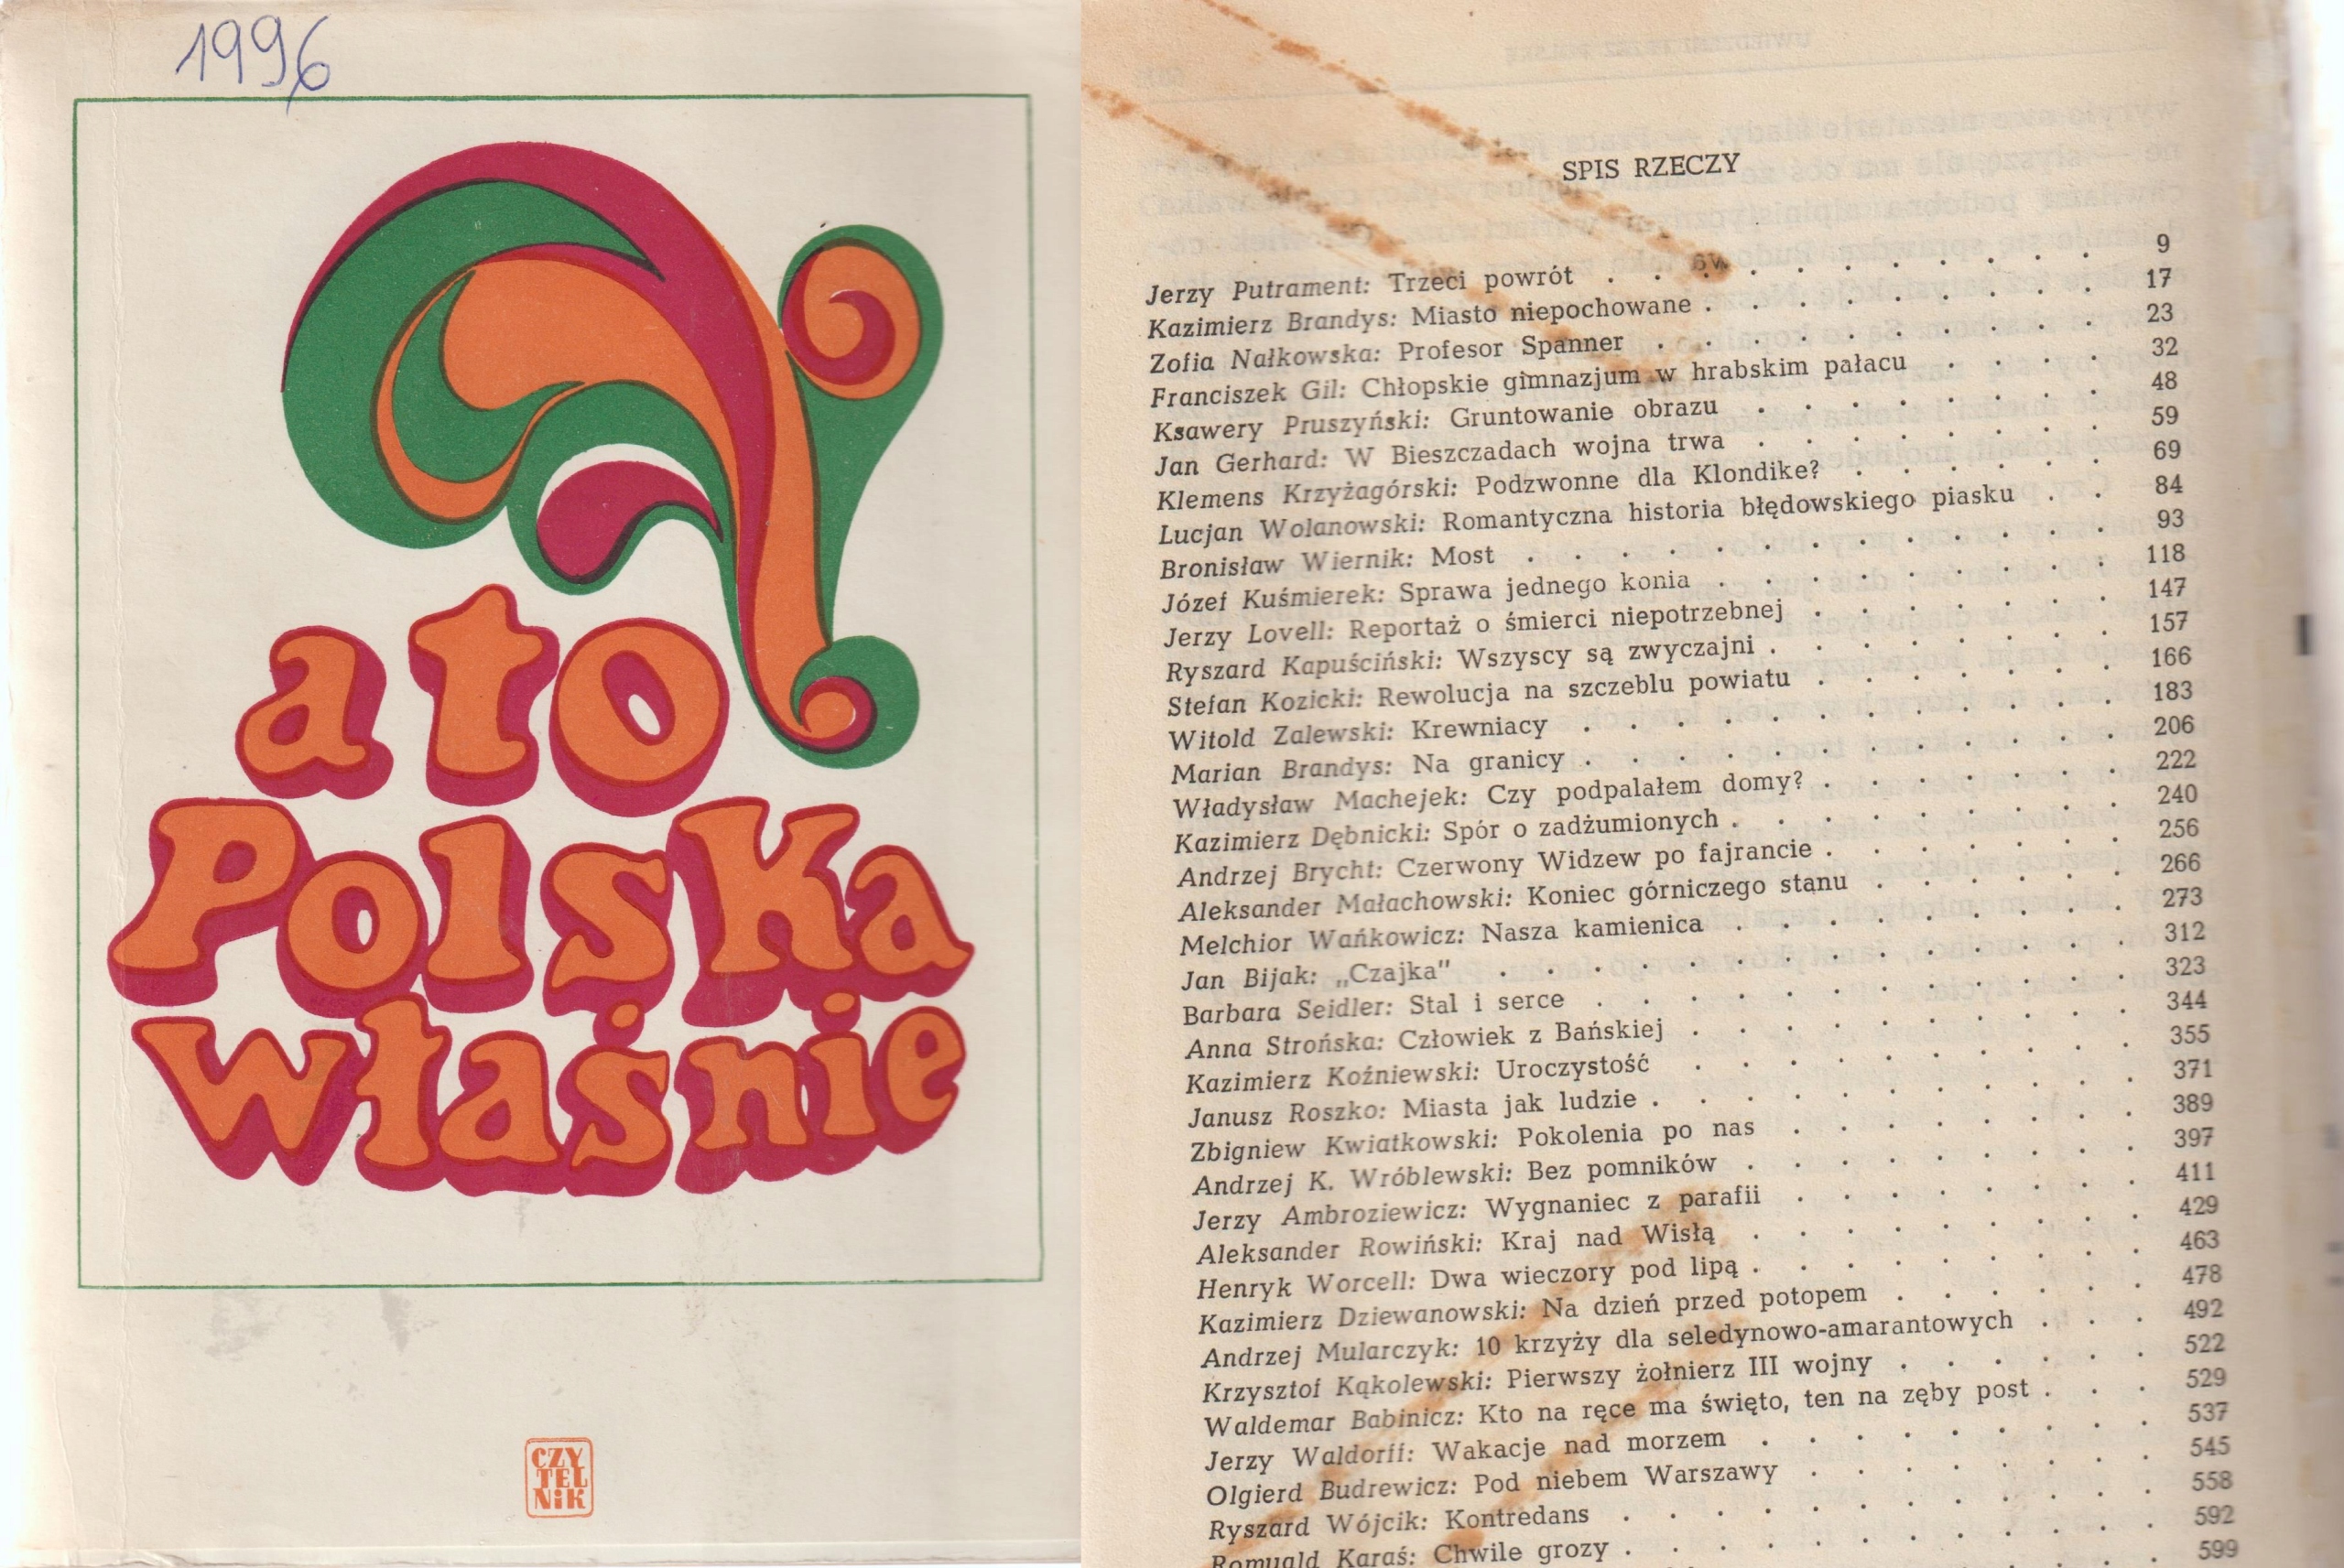 1996
a to
Polska
właśnie
CZY
TEL
NiK
SPIS RZECZY
Jerzy Putrament: Trzeci powrót . . . . . . . . . . . 9
Kazimierz Brandys: Miasto niepochowane . . . . . . . . . 17
Zofia Nałkowska: Profesor Spanner . . . . . . . . . . 23
Franciszek Gil: Chłopskie gimnazjum w hrabskim pałacu . . . . 32
Ksawery Pruszyński: Gruntowanie obrazu . . . . . . . . 48
Jan Gerhard: W Bieszczadach wojna trwa . . . . . . . . 59
Klemens Krzyżagórski: Podzwonne dla Klondike? . . . . . . 69
Lucjan Wolanowski: Romantyczna historia błędowskiego piasku . . 84
Bronisław Wiernik: Most . . . . . . . . . . . . . 93
Józef Kuśmierek: Sprawa jednego konia . . . . . . . . . 118
Jerzy Lovell: Reportaż o śmierci niepotrzebnej . . . . . . . 147
Ryszard Kapuściński: Wszyscy są zwyczajni . . . . . . . . 157
Stefan Kozicki: Rewolucja na szczeblu powiatu . . . . . . . 166
Witold Zalewski: Krewniacy . . . . . . . . . . . . 183
Marian Brandys: Na granicy . . . . . . . . . . . . 206
Władysław Machejek: Czy podpalałem domy? . . . . . . . 222
Kazimierz Dębnicki: Spór o zadżumionych . . . . . . . . . 240
Andrzej Brycht: Czerwony Widzew po fajrancie . . . . . . . 256
Aleksander Małachowski: Koniec górniczego stanu . . . . . . 266
Melchior Wańkowicz: Nasza kamienica . . . . . . . . . 273
Jan Bijak: „Czajka" . . . . . . . . . . . . . . 312
Barbara Seidler: Stal i serce . . . . . . . . . . . . 323
Anna Strońska: Człowiek z Bańskiej . . . . . . . . . . 344
Kazimierz Koźniewski: Uroczystość . . . . . . . . . . 355
Janusz Roszko: Miasta jak ludzie . . . . . . . . . . . 371
Zbigniew Kwiatkowski: Pokolenia po nas . . . . . . . . 389
Andrzej K. Wróblewski: Bez pomników . . . . . . . . . 397
Jerzy Ambroziewicz: Wygnaniec z parafii . . . . . . . . 411
Aleksander Rowiński: Kraj nad Wisłą . . . . . . . . . 429
Henryk Worcell: Dwa wieczory pod lipą . . . . . . . . . 463
Kazimierz Dziewanowski: Na dzień przed potopem . . . . . . 478
Andrzej Mularczyk: 10 krzyży dla seledynowo-amarantowych . . . 492
Krzysztof Kąkolewski: Pierwszy żołnierz III wojny . . . . . . 522
Waldemar Babinicz: Kto na ręce ma święto, ten na zęby post . . . 529
Jerzy Waldorff: Wakacje nad morzem . . . . . . . . . 537
Olgierd Budrewicz: Pod niebem Warszawy . . . . . . . . 545
Ryszard Wójcik: Kontredans . . . . . . . . . . . . 558
Romuald Karaś: Chwile grozy . . . . . . . . . . . . 592
599